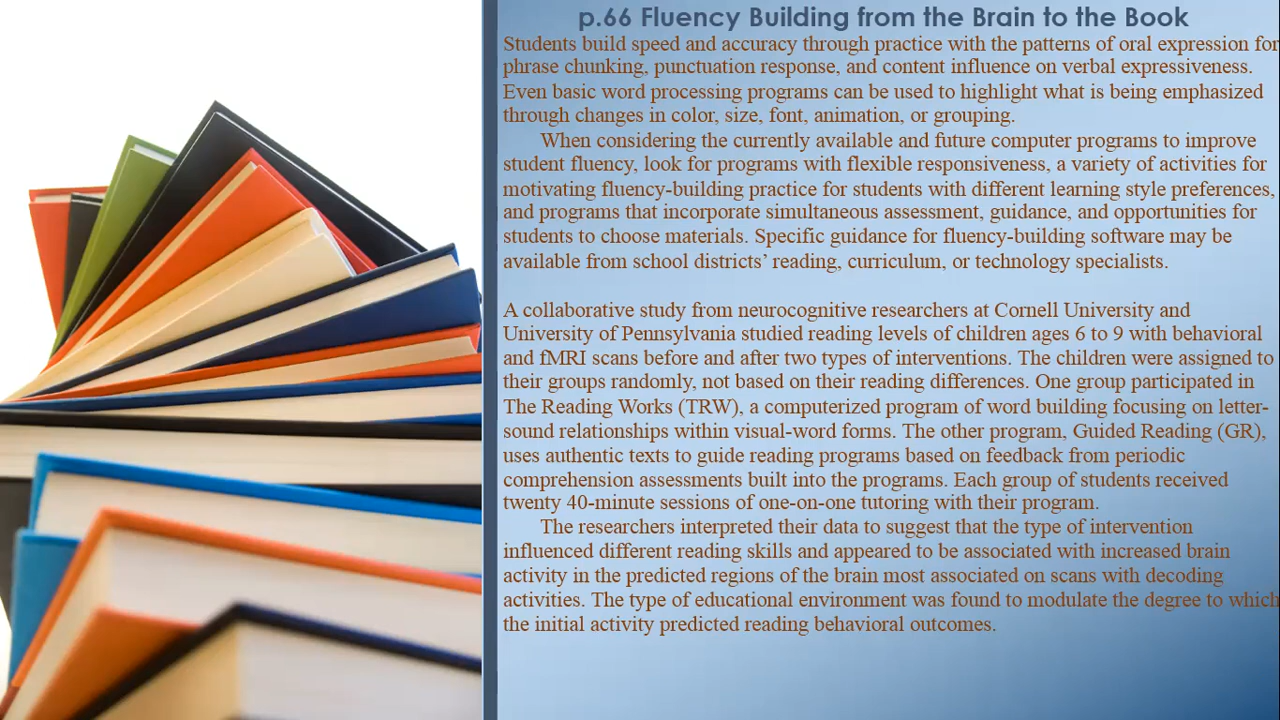 p.66 Fluency Building from the Brain to the Book
Students build speed and accuracy through practice with the patterns of oral expression for
phrase chunking, punctuation response, and content influence on verbal expressiveness.
Even basic word processing programs can be used to highlight what is being emphasized
through changes in color, size, font, animation, or grouping.
When considering the currently available and future computer programs to improve
student fluency, look for programs with flexible responsiveness, a variety of activities for
motivating fluency-building practice for students with different learning style preferences,
and programs that incorporate simultaneous assessment, guidance, and opportunities for
students to choose materials. Specific guidance for fluency-building software may be
available from school districts’ reading, curriculum, or technology specialists.
A collaborative study from neurocognitive researchers at Cornell University and
University of Pennsylvania studied reading levels of children ages 6 to 9 with behavioral
and fMRI scans before and after two types of interventions. The children were assigned to
their groups randomly, not based on their reading differences. One group participated in
The Reading Works (TRW), a computerized program of word building focusing on letter-
sound relationships within visual-word forms. The other program, Guided Reading (GR),
uses authentic texts to guide reading programs based on feedback from periodic
comprehension assessments built into the programs. Each group of students received
twenty 40-minute sessions of one-on-one tutoring with their program.
The researchers interpreted their data to suggest that the type of intervention
influenced different reading skills and appeared to be associated with increased brain
activity in the predicted regions of the brain most associated on scans with decoding
activities. The type of educational environment was found to modulate the degree to which
the initial activity predicted reading behavioral outcomes.